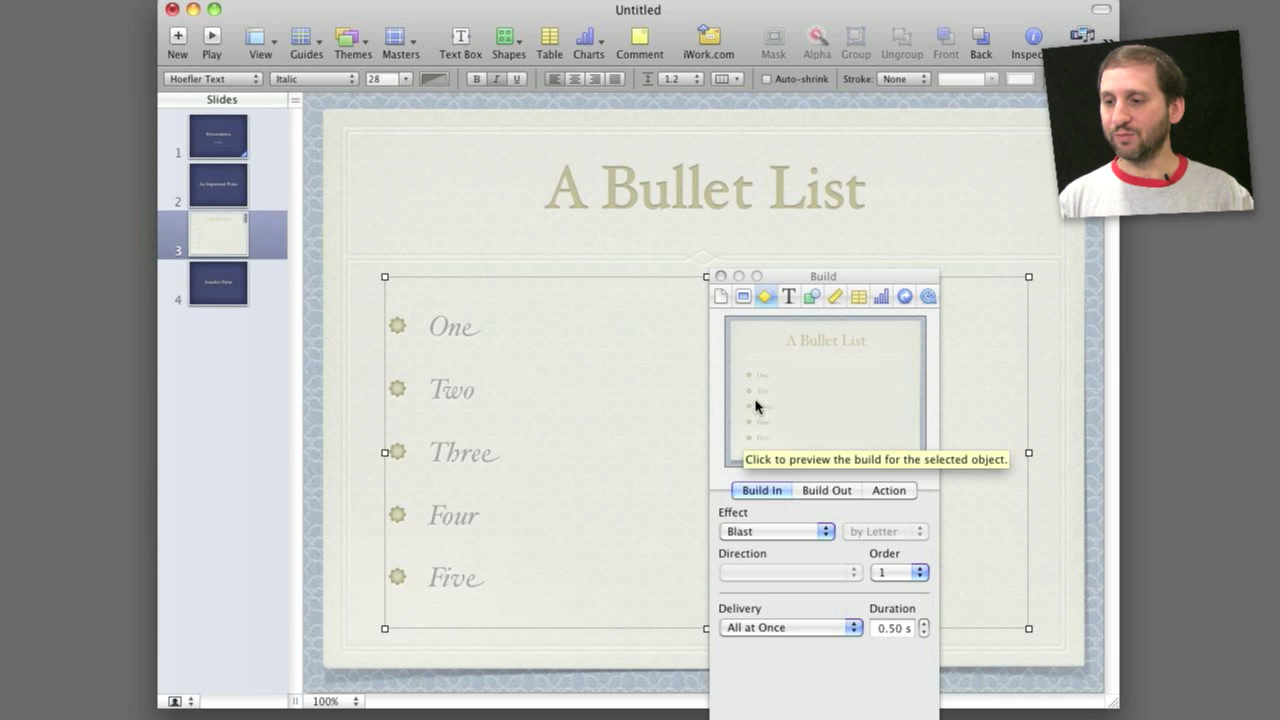 Untitled
New Play View Guides Themes Masters Text Box Shapes Table Charts Comment iWork.com Mask Alpha Group Ungroup Front Back Inspec
Hoefler Text Italic 28 B I U 1.2 Auto-shrink Stroke: None
Slides
1
2
3
4
A Bullet List
One
Two
Three
Four
Five
Build
T
A Bullet List
One
Two
Four
Five
Click to preview the build for the selected object.
Build In Build Out Action
Effect
Blast by Letter
Direction Order
1
Delivery Duration
All at Once 0.50 s
100%